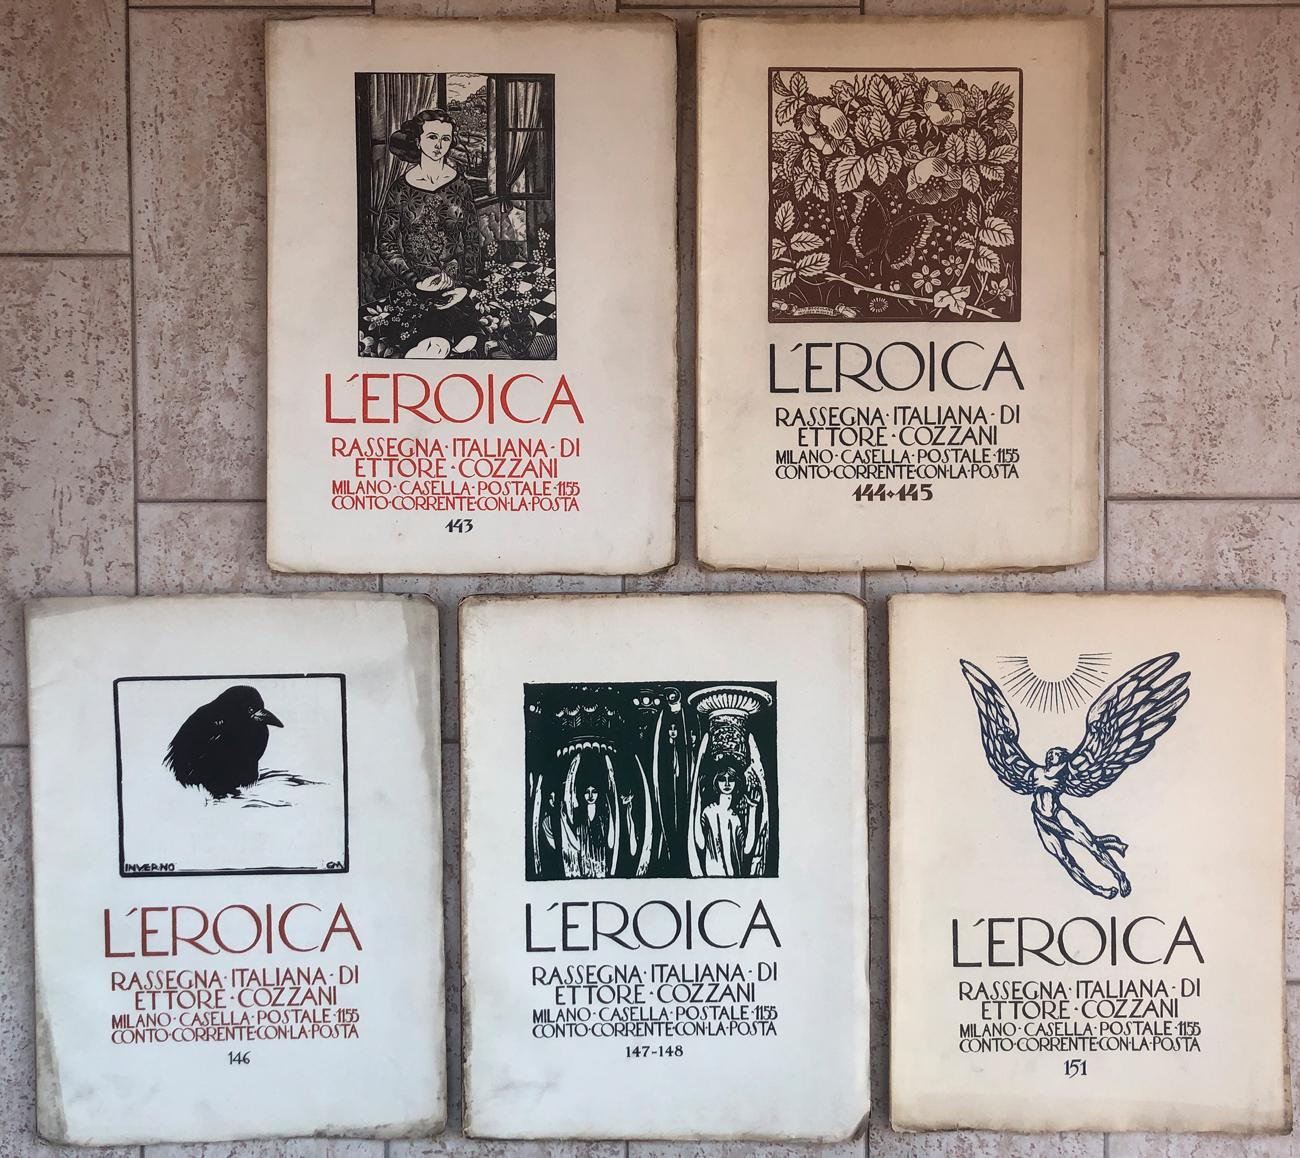 L'EROICA
RASSEGNA·ITALIANA·DI
ETTORE·COZZANI
MILANO·CASELLA·POSTALE·1155
CONTO·CORRENTE·CON·LA·POSTA
143
L'EROICA
RASSEGNA·ITALIANA·DI
ETTORE·COZZANI
MILANO·CASELLA·POSTALE·1155
CONTO·CORRENTE·CON·LA·POSTA
144·145
INVERNO
GM
L'EROICA
RASSEGNA·ITALIANA·DI
ETTORE·COZZANI
MILANO·CASELLA·POSTALE·1155
CONTO·CORRENTE·CON·LA·POSTA
146
L'EROICA
RASSEGNA·ITALIANA·DI
ETTORE·COZZANI
MILANO·CASELLA·POSTALE·1155
CONTO·CORRENTE·CON·LA·POSTA
147-148
L'EROICA
RASSEGNA·ITALIANA·DI
ETTORE·COZZANI
MILANO·CASELLA·POSTALE·1155
CONTO·CORRENTE·CON·LA·POSTA
151